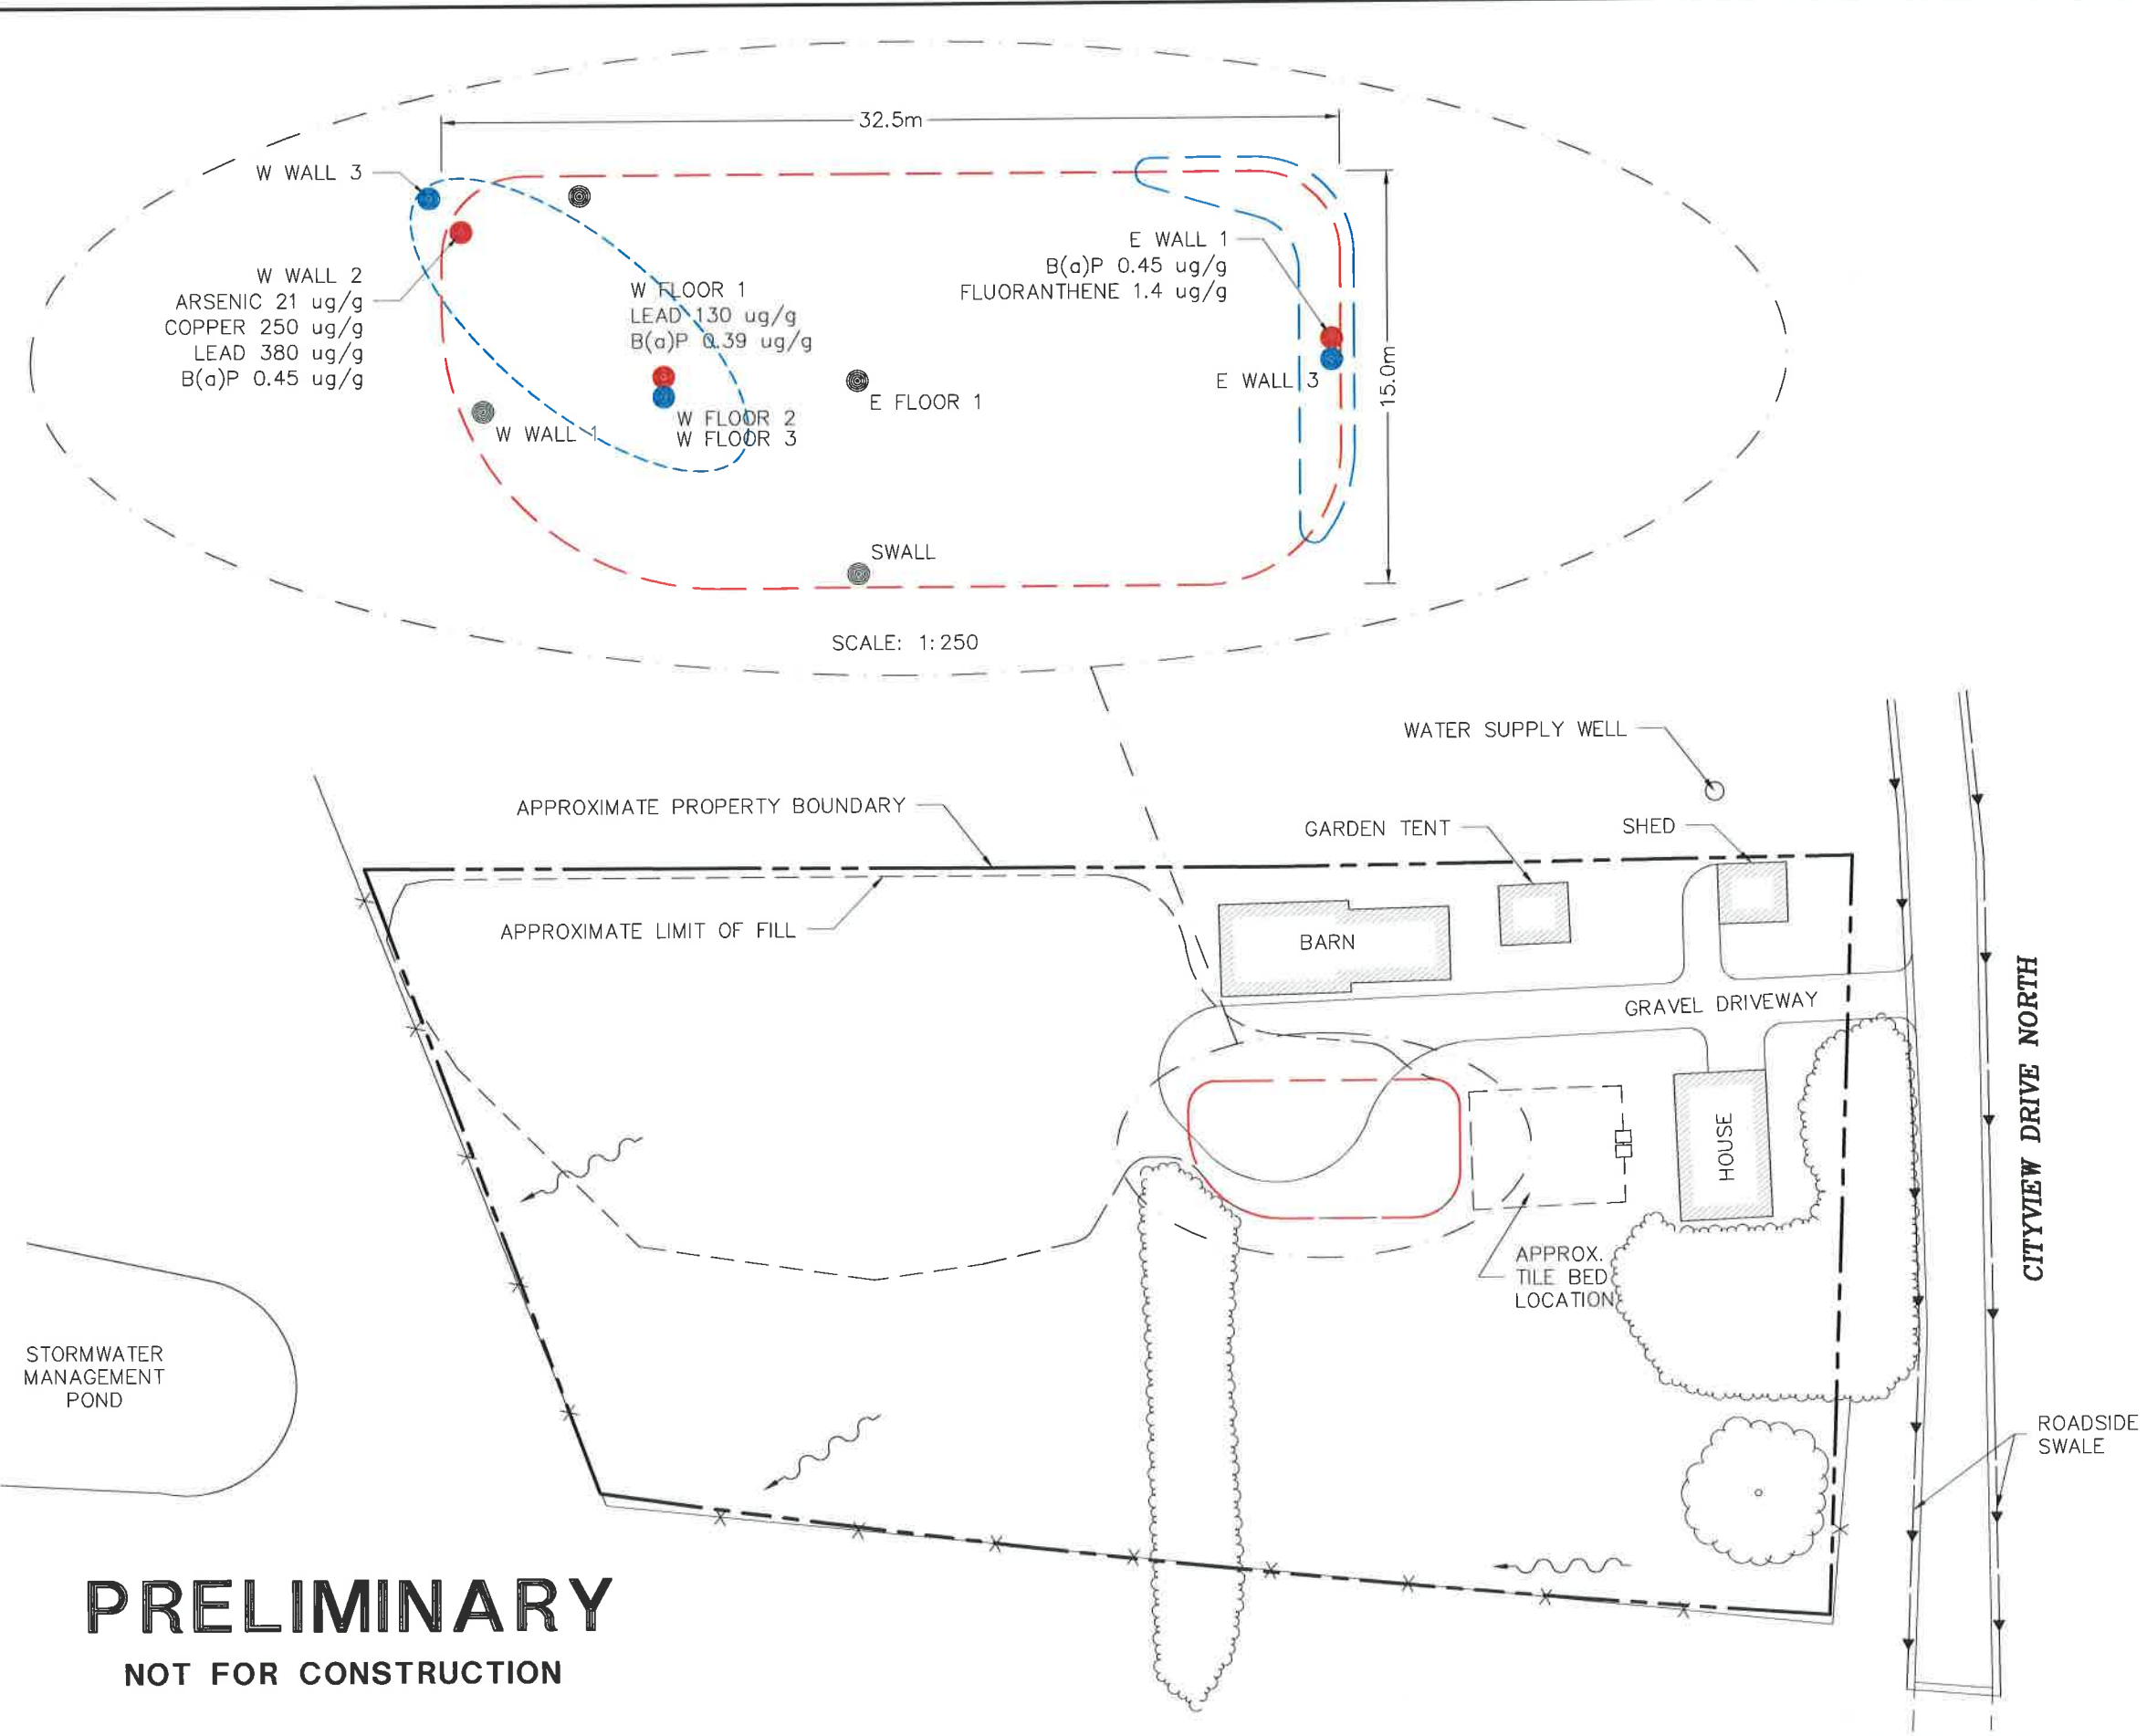 32.5m
W WALL 3
W WALL 2
ARSENIC 21 ug/g
COPPER 250 ug/g
LEAD 380 ug/g
B(a)P 0.45 ug/g
W FLOOR 1
LEAD 130 ug/g
B(a)P 0.39 ug/g
E WALL 1
B(a)P 0.45 ug/g
FLUORANTHENE 1.4 ug/g
15.0m
E WALL 3
E FLOOR 1
W WALL 1
W FLOOR 2
W FLOOR 3
SWALL
SCALE: 1:250
WATER SUPPLY WELL
APPROXIMATE PROPERTY BOUNDARY
GARDEN TENT
SHED
APPROXIMATE LIMIT OF FILL
BARN
GRAVEL DRIVEWAY
CITYVIEW DRIVE NORTH
HOUSE
APPROX.
TILE BED
LOCATION
STORMWATER
MANAGEMENT
POND
ROADSIDE
SWALE
PRELIMINARY
NOT FOR CONSTRUCTION